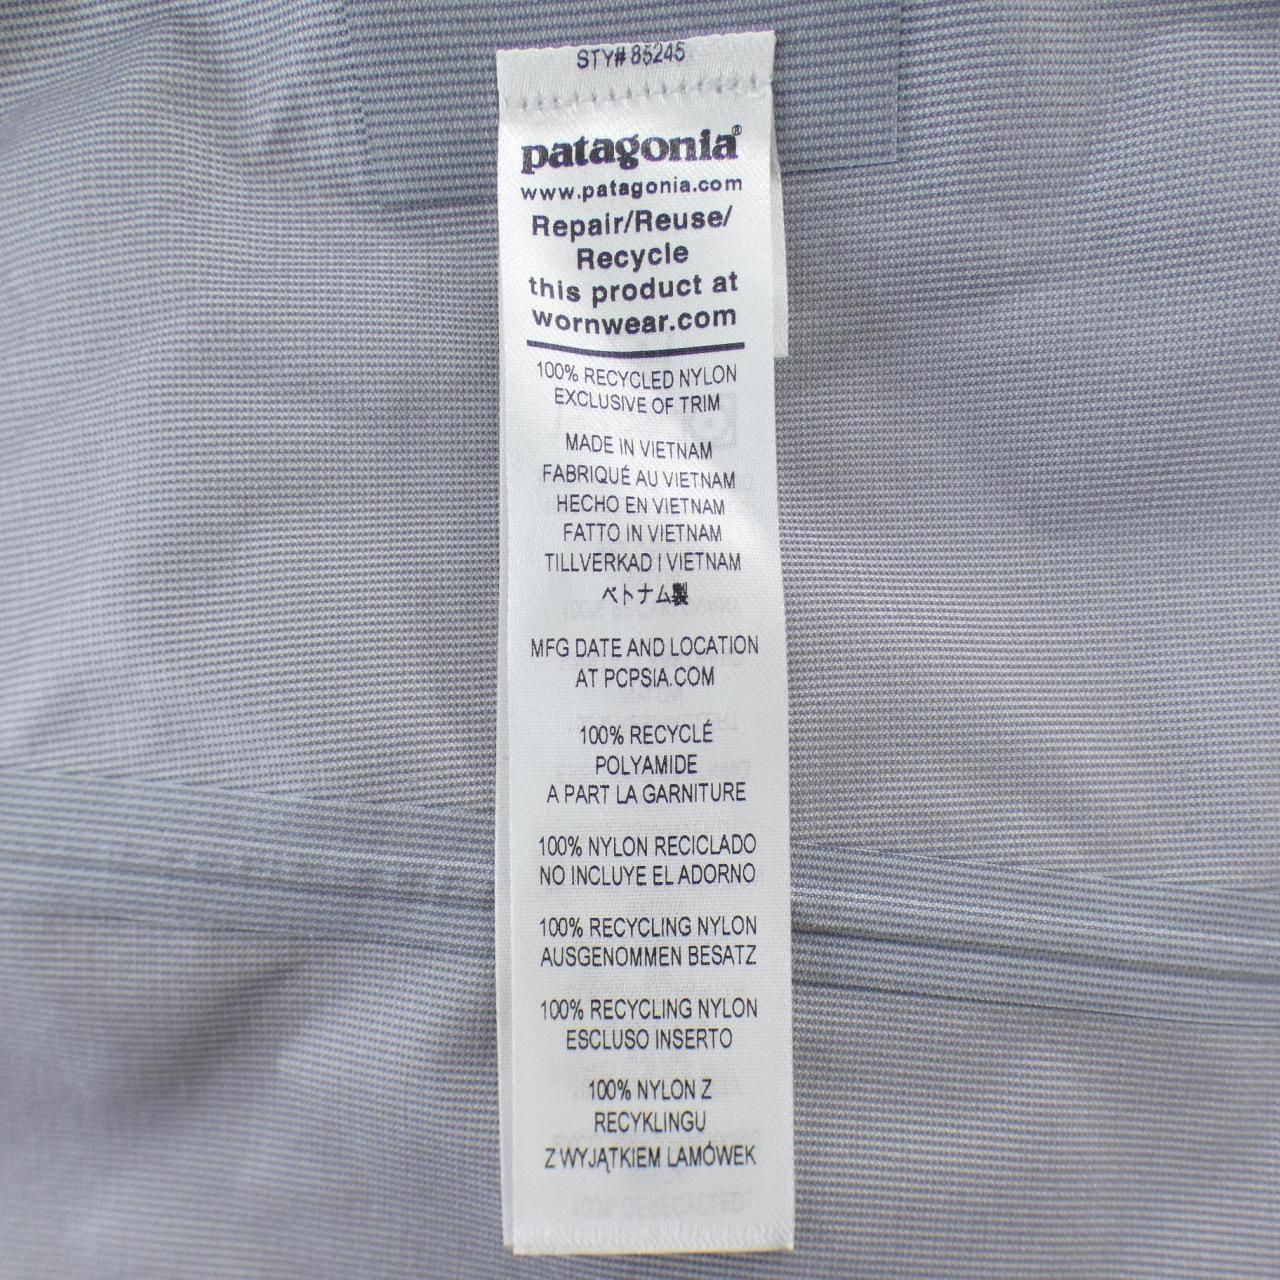 STY# 85245
patagonia®
www.patagonia.com
Repair/Reuse/
Recycle
this product at
wornwear.com
100% RECYCLED NYLON
EXCLUSIVE OF TRIM
MADE IN VIETNAM
FABRIQUÉ AU VIETNAM
HECHO EN VIETNAM
FATTO IN VIETNAM
TILLVERKAD I VIETNAM
ベトナム製
MFG DATE AND LOCATION
AT PCPSIA.COM
100% RECYCLÉ
POLYAMIDE
A PART LA GARNITURE
100% NYLON RECICLADO
NO INCLUYE EL ADORNO
100% RECYCLING NYLON
AUSGENOMMEN BESATZ
100% RECYCLING NYLON
ESCLUSO INSERTO
100% NYLON Z
RECYKLINGU
Z WYJĄTKIEM LAMÓWEK